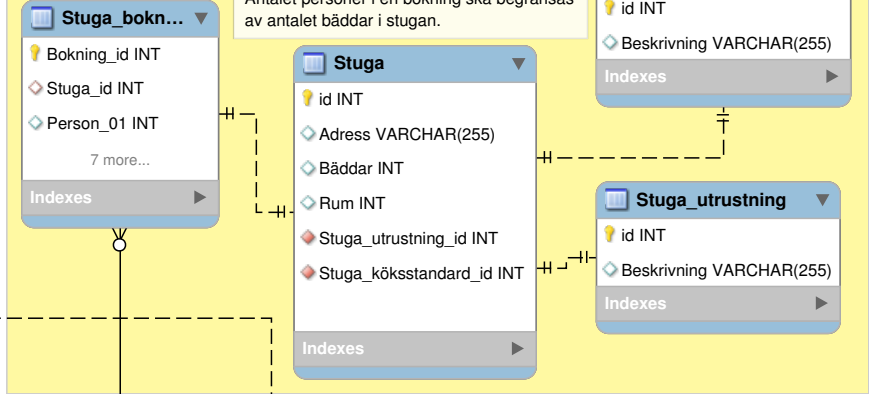 Stuga_bokn...
Bokning_id INT
Stuga_id INT
Person_01 INT
7 more...
Indexes
Antalet personer i en bokning ska begränsas
av antalet bäddar i stugan.
Stuga
id INT
Adress VARCHAR(255)
Bäddar INT
Rum INT
Stuga_utrustning_id INT
Stuga_köksstandard_id INT
Indexes
id INT
Beskrivning VARCHAR(255)
Indexes
Stuga_utrustning
id INT
Beskrivning VARCHAR(255)
Indexes